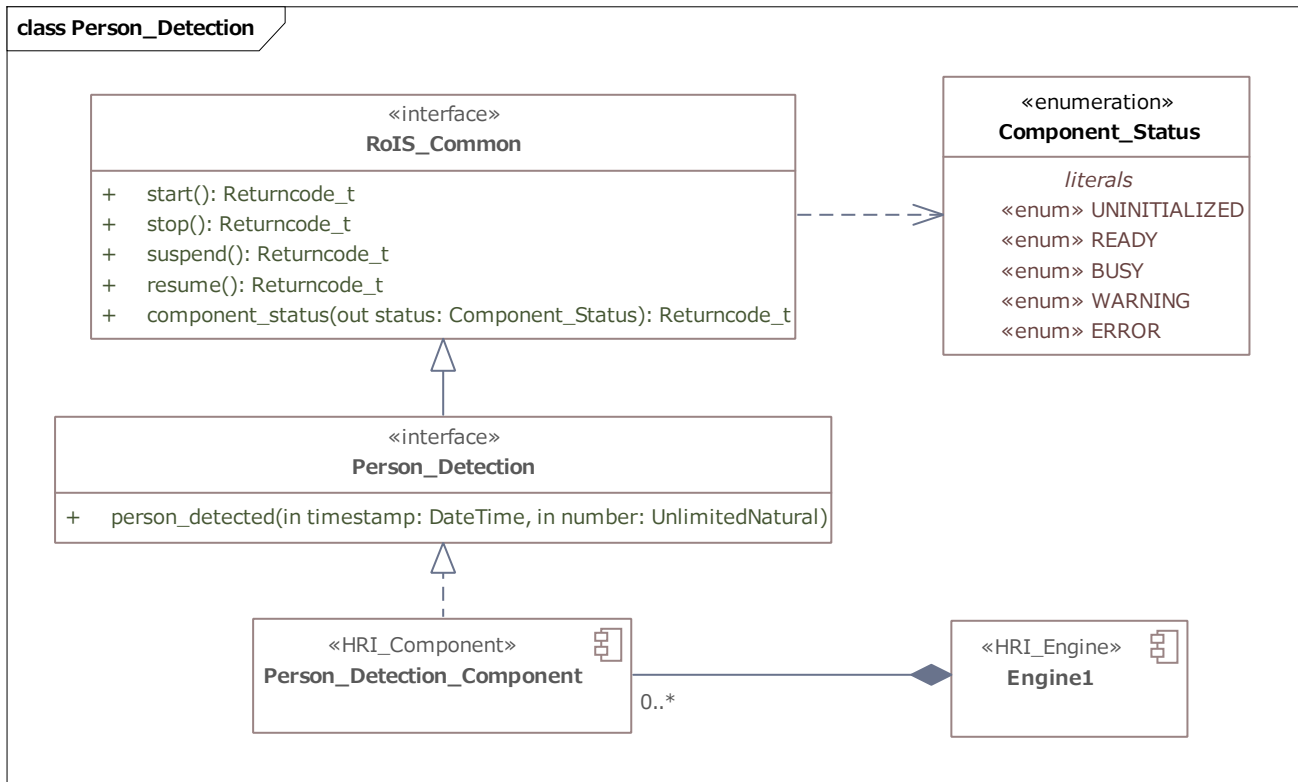 class Person_Detection
«interface»
RoIS_Common
+ start(): Returncode_t
+ stop(): Returncode_t
+ suspend(): Returncode_t
+ resume(): Returncode_t
+ component_status(out status: Component_Status): Returncode_t
«enumeration»
Component_Status
literals
«enum» UNINITIALIZED
«enum» READY
«enum» BUSY
«enum» WARNING
«enum» ERROR
«interface»
Person_Detection
+ person_detected(in timestamp: DateTime, in number: UnlimitedNatural)
«HRI_Component»
Person_Detection_Component
0..*
«HRI_Engine»
Engine1